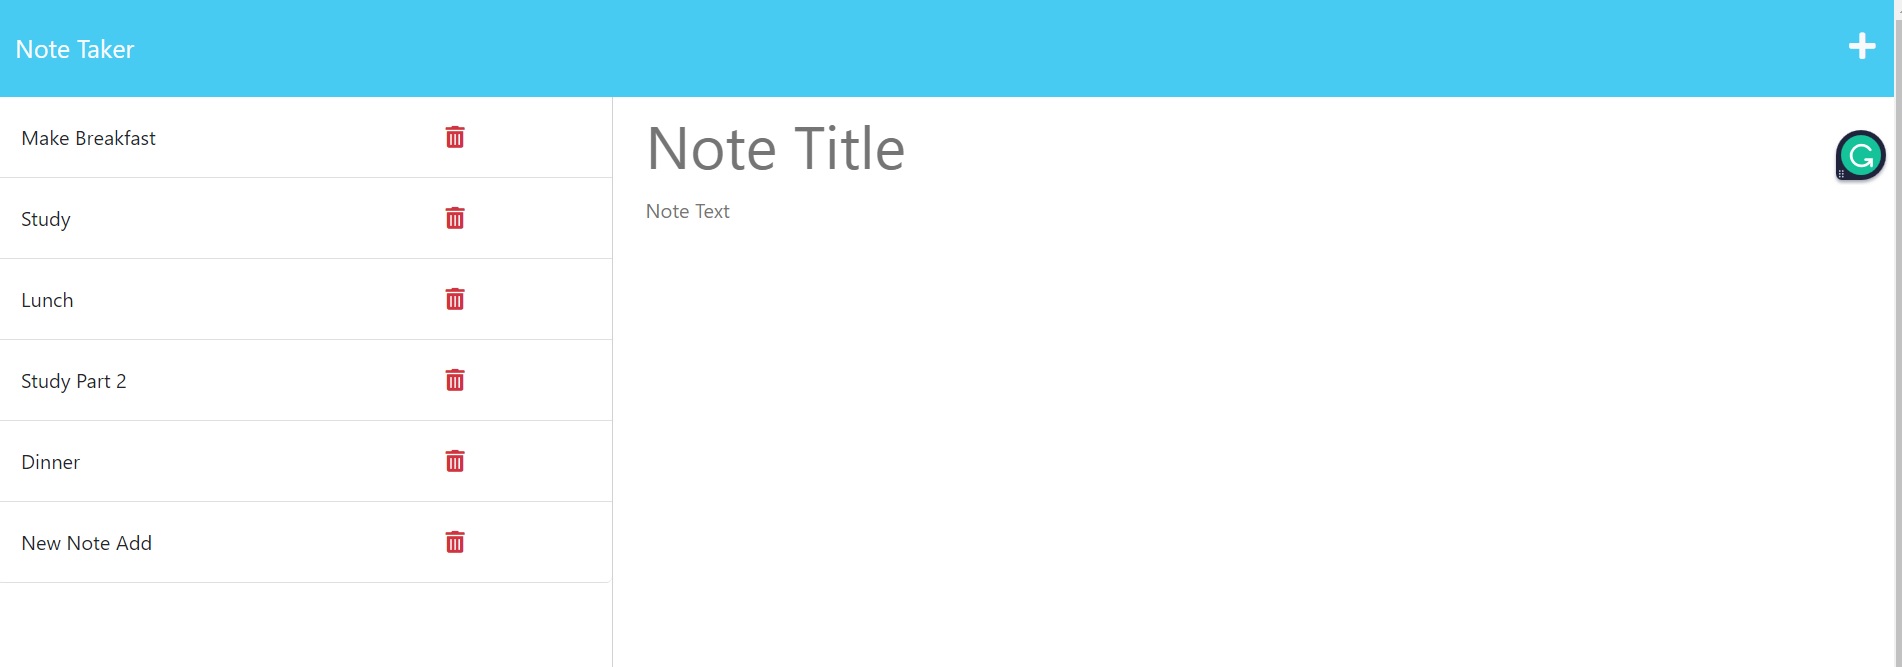 Note Taker
Make Breakfast
Study
Lunch
Study Part 2
Dinner
New Note Add
Note Title
Note Text